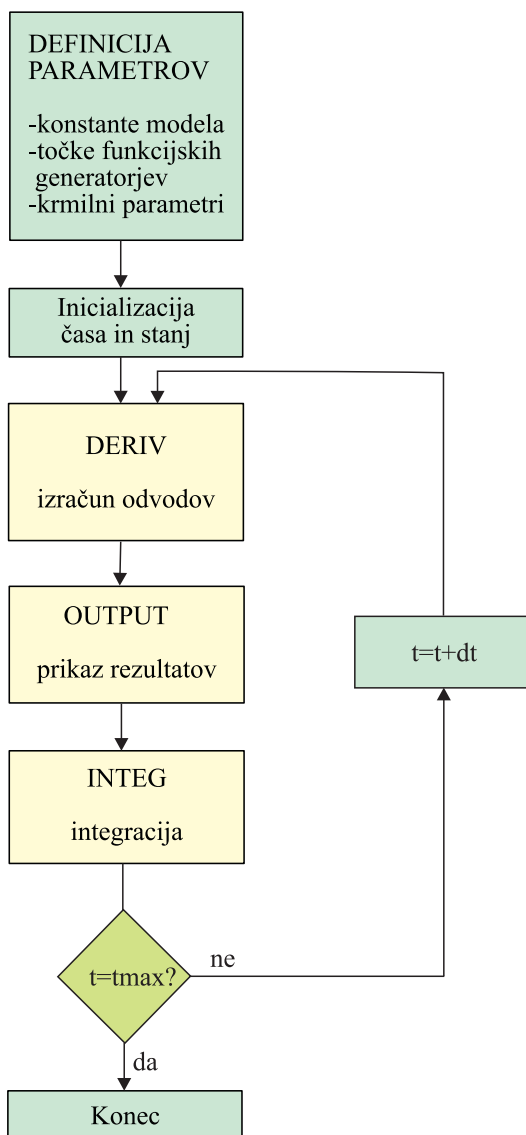 DEFINICIJA
PARAMETROV
-konstante modela
-točke funkcijskih
generatorjev
-krmilni parametri
Inicializacija
časa in stanj
DERIV
izračun odvodov
OUTPUT
prikaz rezultatov
t=t+dt
INTEG
integracija
t=tmax?
ne
da
Konec